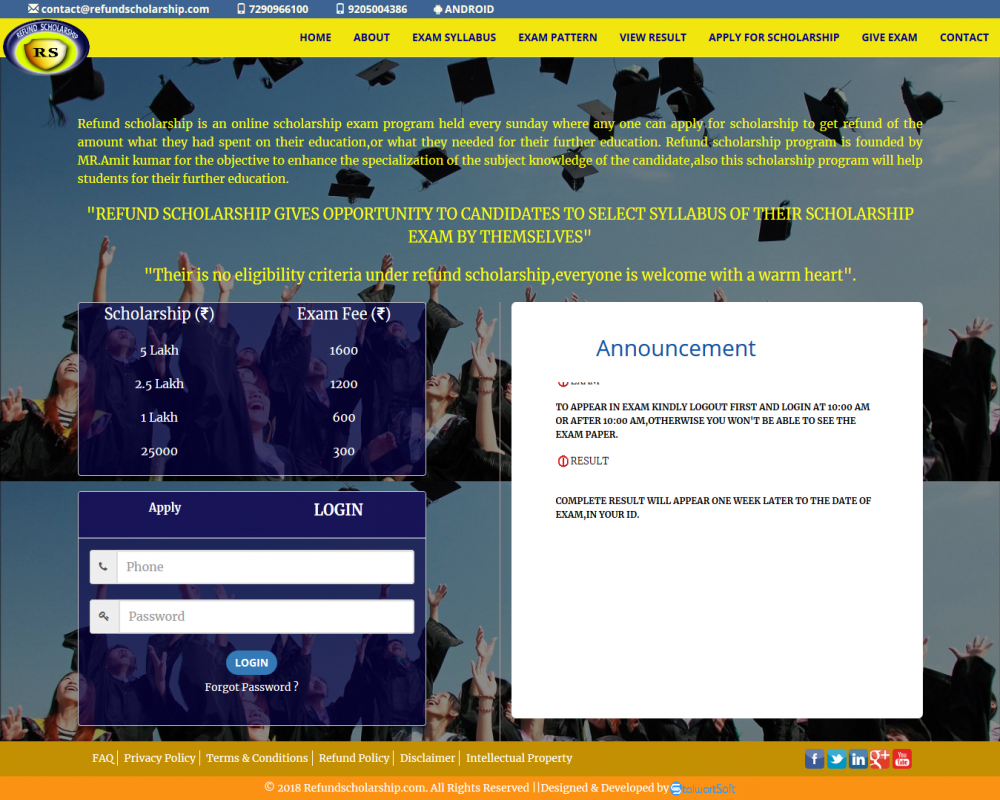 contact@refundscholarship.com 7290966100 9205004386 ANDROID
REFUND SCHOLARSHIP
RS
HOME ABOUT EXAM SYLLABUS EXAM PATTERN VIEW RESULT APPLY FOR SCHOLARSHIP GIVE EXAM CONTACT
Refund scholarship is an online scholarship exam program held every sunday where any one can apply for scholarship to get refund of the
amount what they had spent on their education,or what they needed for their further education. Refund scholarship program is founded by
MR.Amit kumar for the objective to enhance the specialization of the subject knowledge of the candidate,also this scholarship program will help
students for their further education.
"REFUND SCHOLARSHIP GIVES OPPORTUNITY TO CANDIDATES TO SELECT SYLLABUS OF THEIR SCHOLARSHIP
EXAM BY THEMSELVES"
"Their is no eligibility criteria under refund scholarship,everyone is welcome with a warm heart".
Scholarship (₹) Exam Fee (₹)
5 Lakh 1600
2.5 Lakh 1200
1 Lakh 600
25000 300
Apply LOGIN
Phone
Password
LOGIN
Forgot Password ?
Announcement
EXAM
TO APPEAR IN EXAM KINDLY LOGOUT FIRST AND LOGIN AT 10:00 AM
OR AFTER 10:00 AM,OTHERWISE YOU WON'T BE ABLE TO SEE THE
EXAM PAPER.
RESULT
COMPLETE RESULT WILL APPEAR ONE WEEK LATER TO THE DATE OF
EXAM,IN YOUR ID.
FAQ Privacy Policy Terms & Conditions Refund Policy Disclaimer Intellectual Property
© 2018 Refundscholarship.com. All Rights Reserved ||Designed & Developed by StalwartSoft